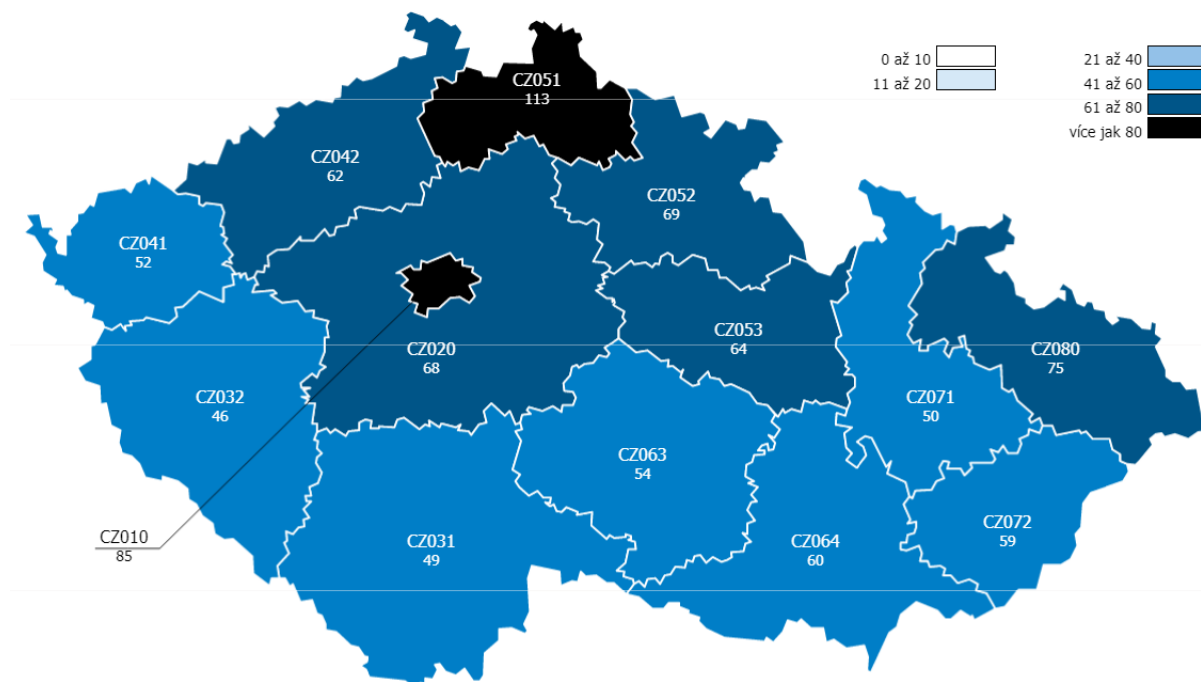 0 až 10
11 až 20
21 až 40
41 až 60
61 až 80
více jak 80
CZ051
113
CZ042
62
CZ052
69
CZ041
52
CZ053
64
CZ020
68
CZ080
75
CZ032
46
CZ071
50
CZ063
54
CZ072
59
CZ010
85
CZ031
49
CZ064
60